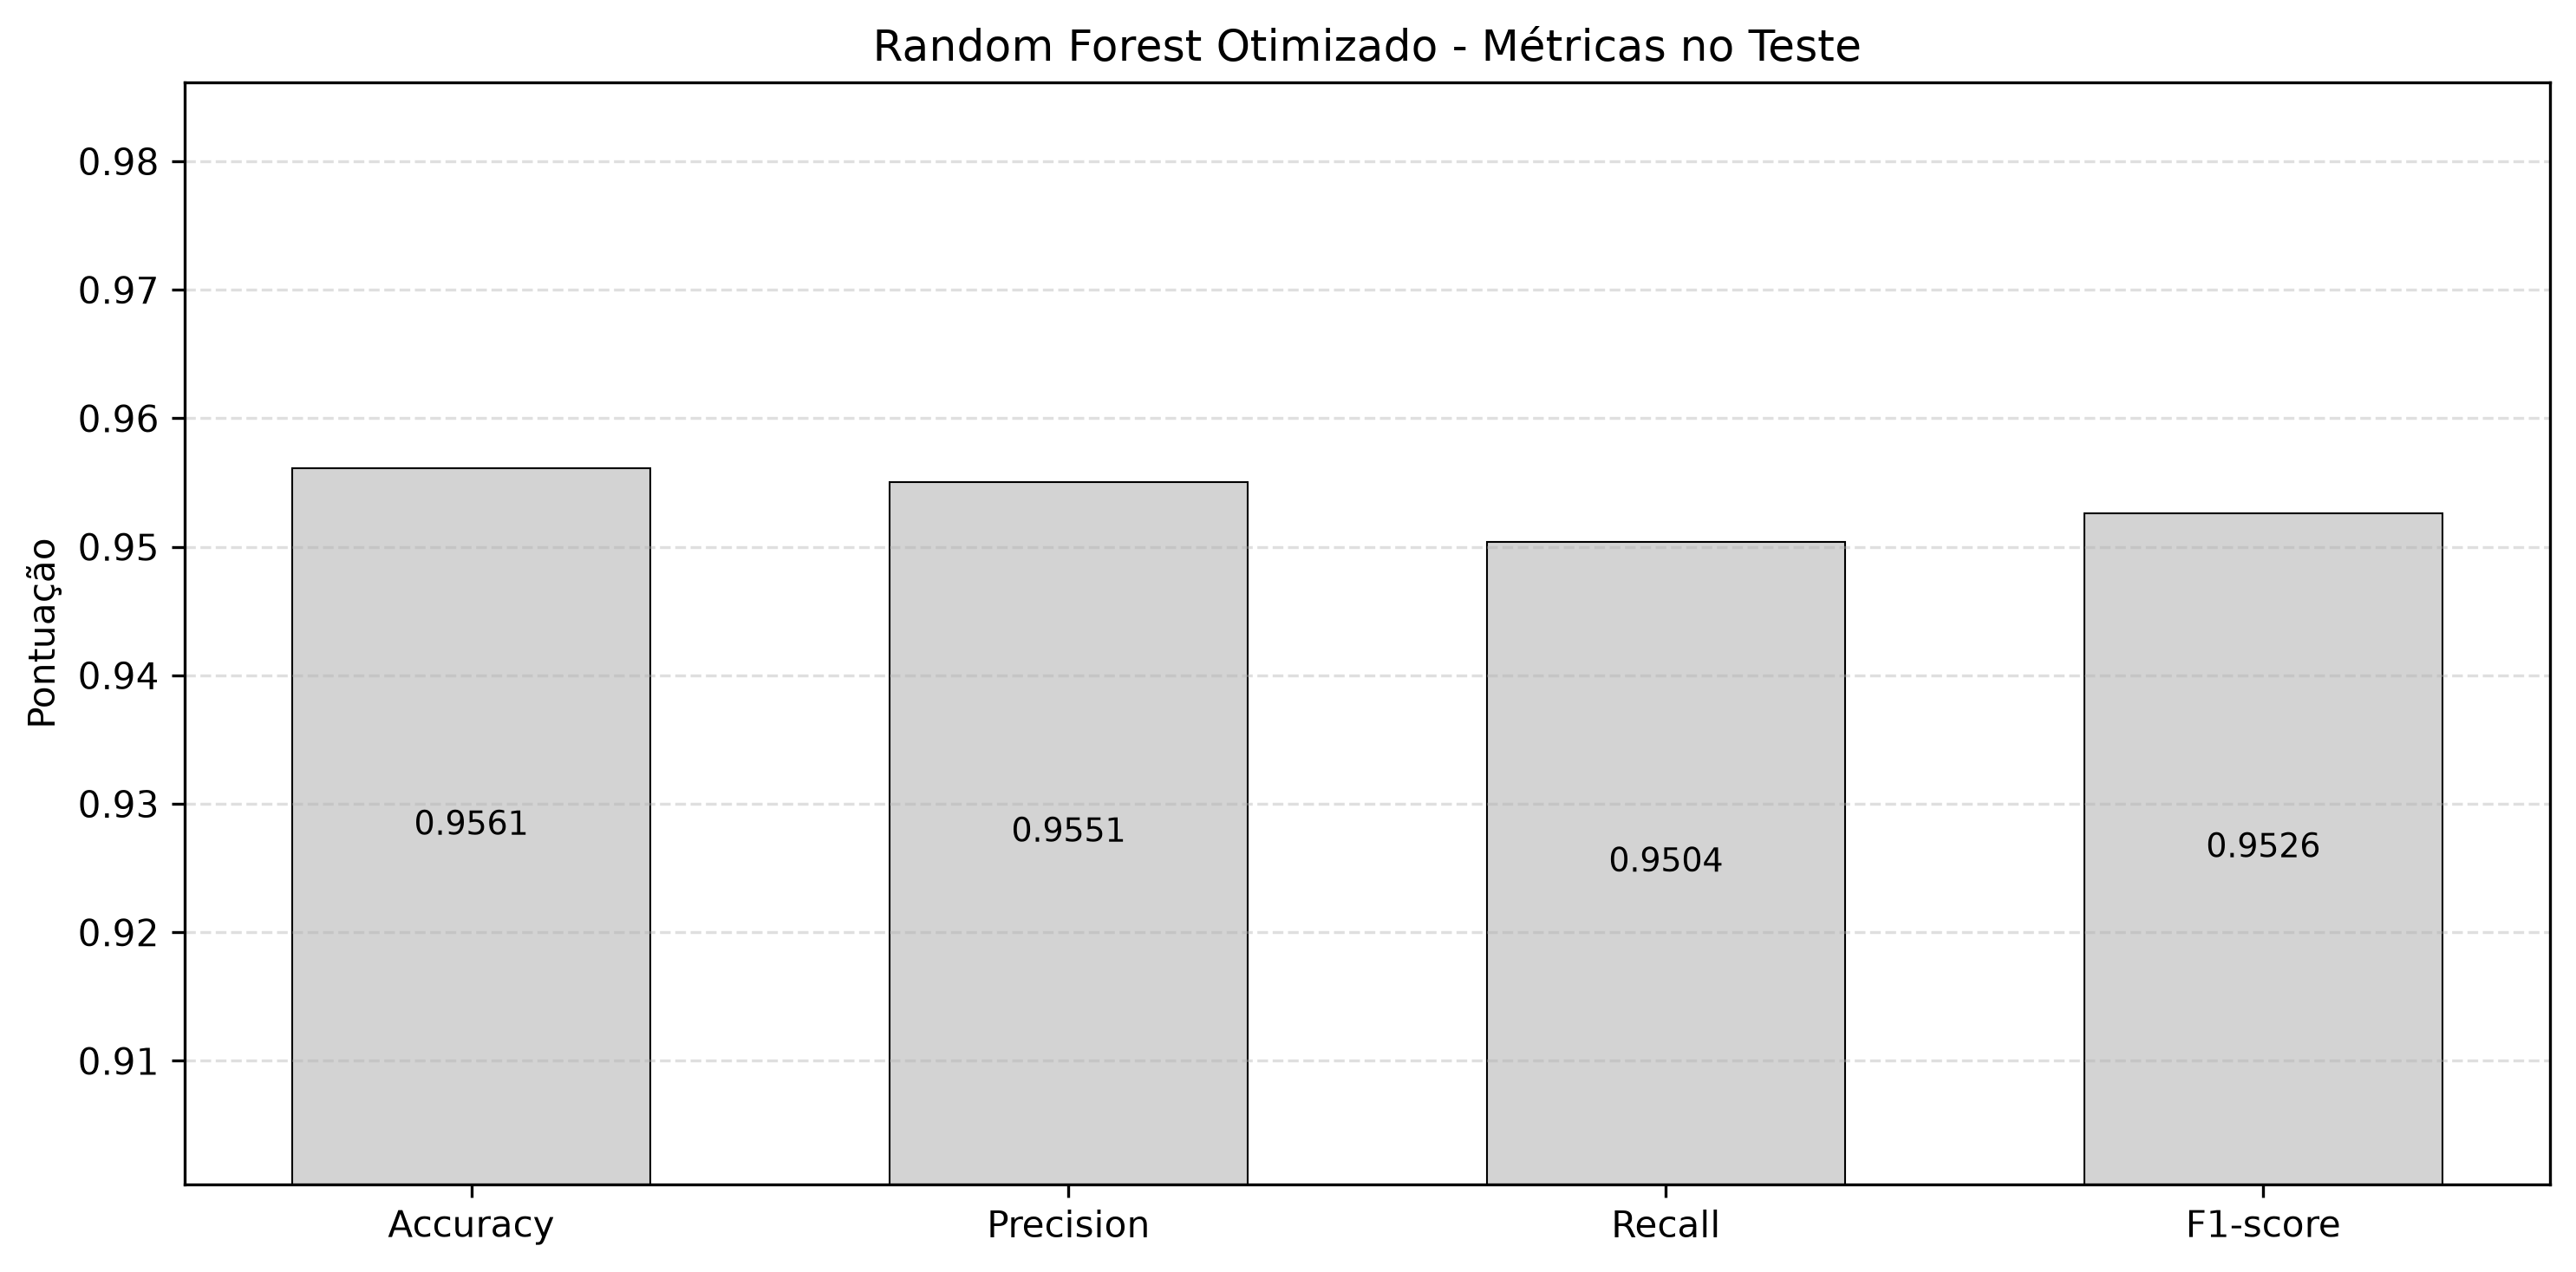 Random Forest Otimizado - Métricas no Teste
Pontuação
0.98
0.97
0.96
0.95
0.94
0.93
0.92
0.91
0.9561
0.9551
0.9504
0.9526
Accuracy
Precision
Recall
F1-score